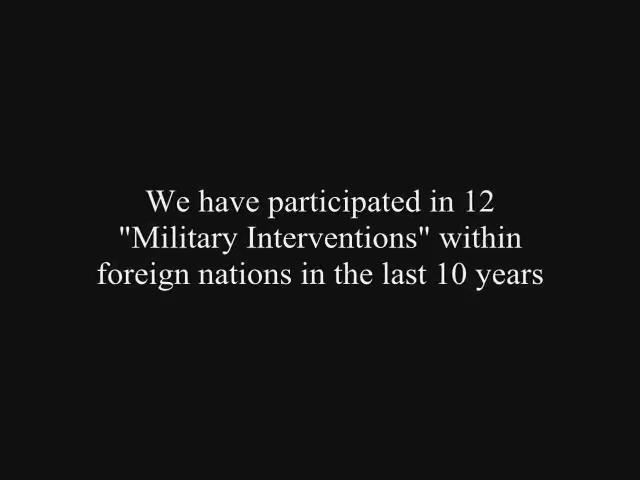 We have participated in 12
"Military Interventions" within
foreign nations in the last 10 years